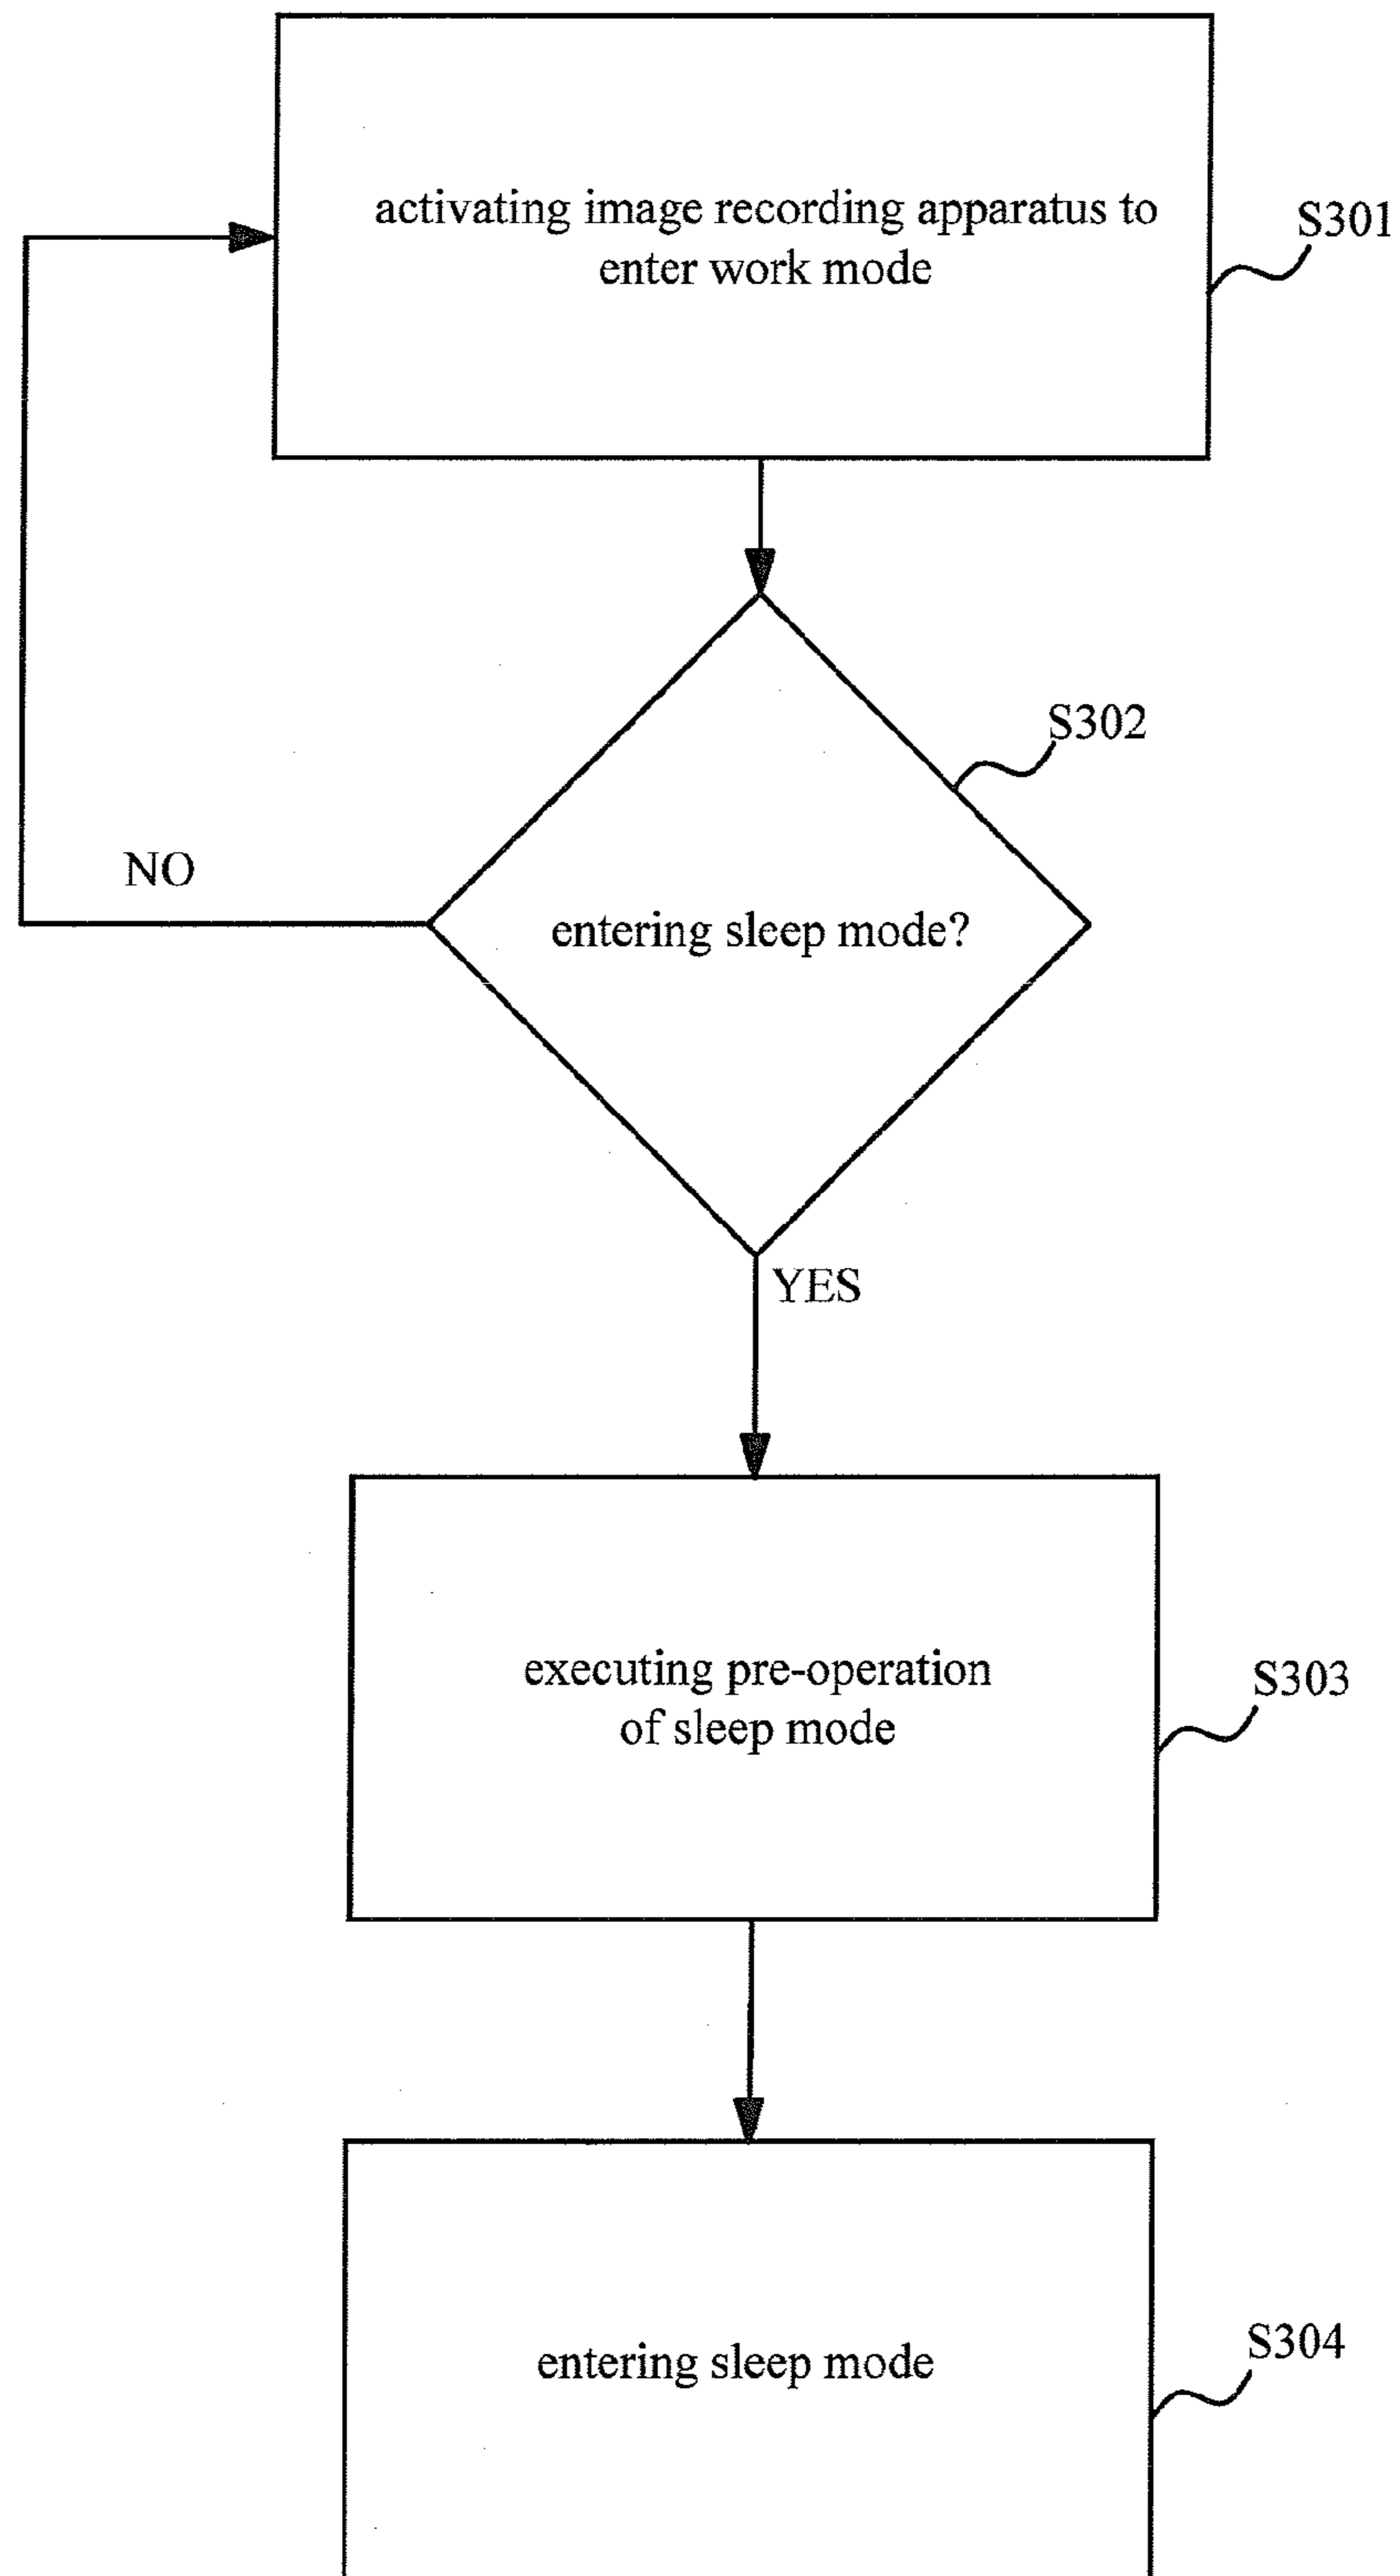 activating image recording apparatus to
enter work mode
S301
S302
NO
entering sleep mode?
YES
executing pre-operation
of sleep mode
S303
S304
entering sleep mode